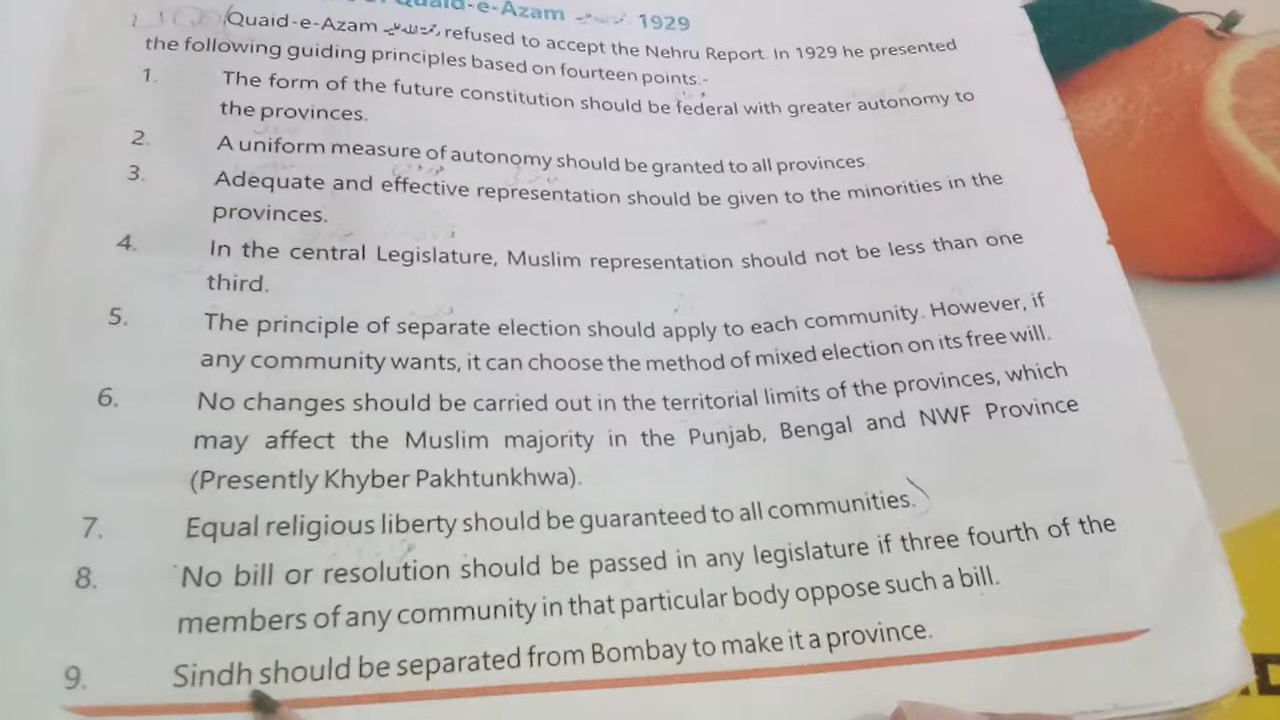 Quaid-e-Azam 1929
Quaid-e-Azam refused to accept the Nehru Report. In 1929 he presented
the following guiding principles based on fourteen points:-
1. The form of the future constitution should be federal with greater autonomy to
the provinces.
2. A uniform measure of autonomy should be granted to all provinces
3. Adequate and effective representation should be given to the minorities in the
provinces.
4. In the central Legislature, Muslim representation should not be less than one
third.
5. The principle of separate election should apply to each community. However, if
any community wants, it can choose the method of mixed election on its free will.
6. No changes should be carried out in the territorial limits of the provinces, which
may affect the Muslim majority in the Punjab, Bengal and NWF Province
(Presently Khyber Pakhtunkhwa).
7. Equal religious liberty should be guaranteed to all communities.
8. No bill or resolution should be passed in any legislature if three fourth of the
members of any community in that particular body oppose such a bill.
9. Sindh should be separated from Bombay to make it a province.